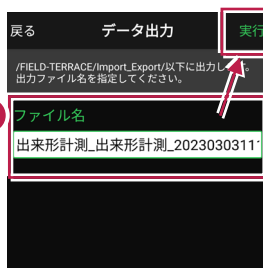 戻る データ出力 実行
/FIELD-TERRACE/Import_Export/以下に出力します。
出力ファイル名を指定してください。
ファイル名
出来形計測_出来形計測_20230303111